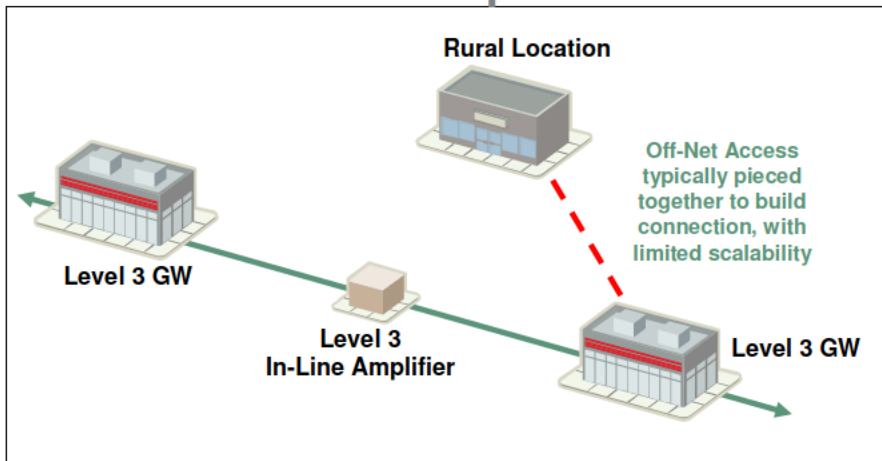 Rural Location
Off-Net Access
typically pieced
together to build
connection, with
limited scalability
Level 3 GW
Level 3
In-Line Amplifier
Level 3 GW